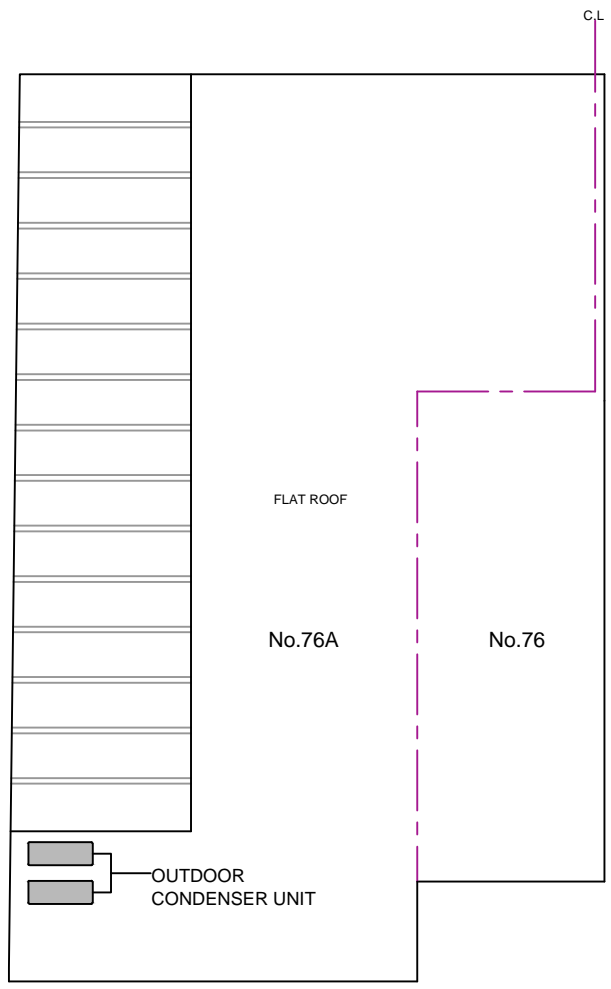 C.L
FLAT ROOF
No.76A
No.76
OUTDOOR
CONDENSER UNIT